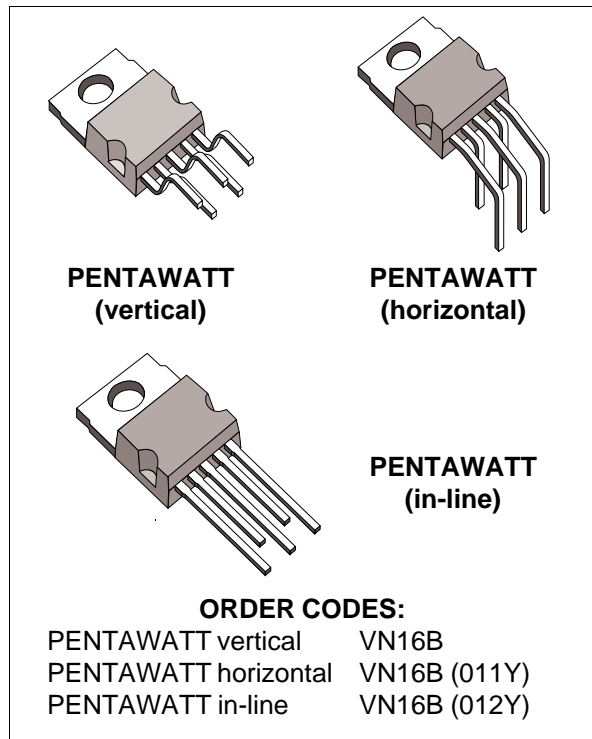 PENTAWATT
(vertical)
PENTAWATT
(horizontal)
PENTAWATT
(in-line)
ORDER CODES:
PENTAWATT vertical VN16B
PENTAWATT horizontal VN16B (011Y)
PENTAWATT in-line VN16B (012Y)